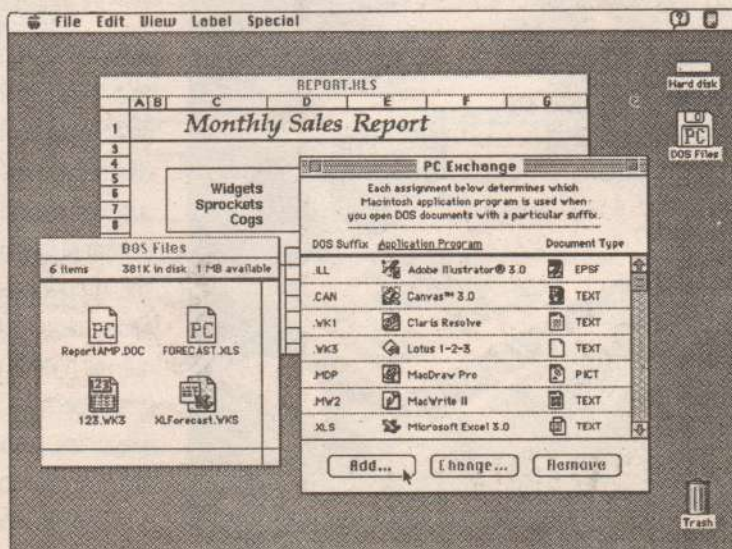 File Edit View Label Special
Hard disk
PC
DOS Files
REPORT.XLS
A B C D E F G
1 Monthly Sales Report
3
4
5
6
7
8
Widgets
Sprockets
Cogs
PC Exchange
Each assignment below determines which
Macintosh application program is used when
you open DOS documents with a particular suffix.
DOS Suffix Application Program Document Type
.ILL Adobe Illustrator® 3.0 EPSF
.CAN Canvas™ 3.0 TEXT
.WK1 Claris Resolve TEXT
.WK3 Lotus 1-2-3 TEXT
.MDP MacDraw Pro PICT
.MW2 MacWrite II TEXT
.XLS Microsoft Excel 3.0 TEXT
Add... Change... Remove
DOS Files
6 items 381K in disk 1 MB available
PC PC
ReportAMP.DOC FORECAST.XLS
123
123.WK3 XLForecast.WKS
Trash